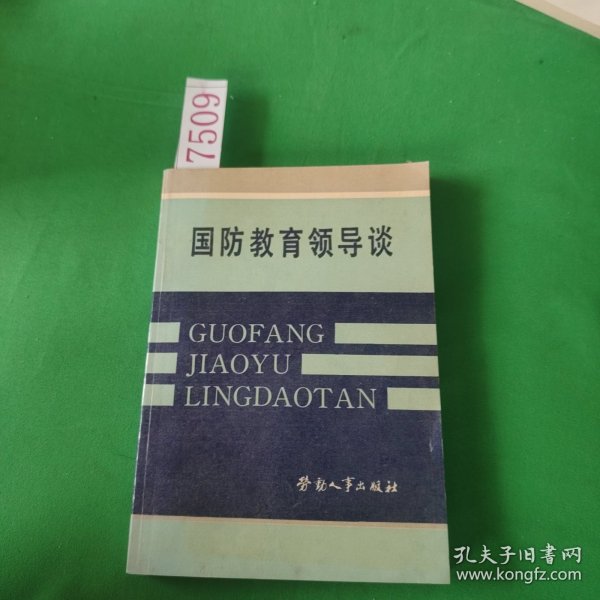 7509
国防教育领导谈
GUOFANG
JIAOYU
LINGDAOTAN
劳动人事出版社
孔夫子旧书网
www.kongfz.com